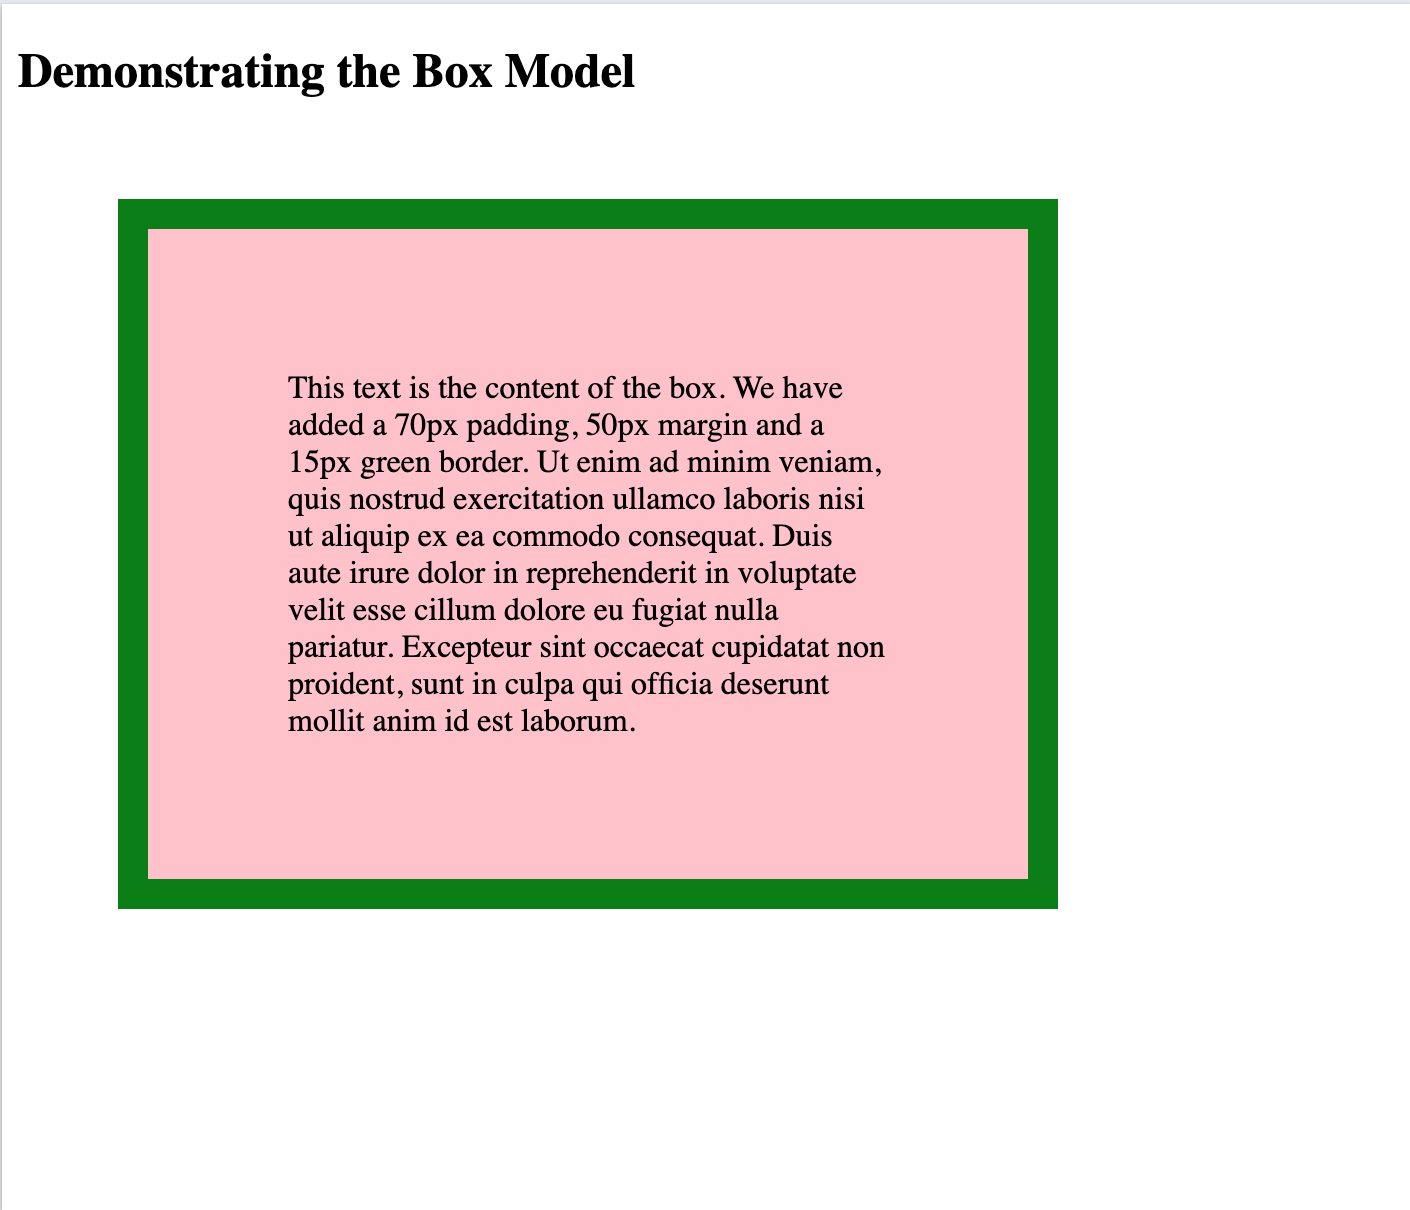 Demonstrating the Box Model
This text is the content of the box. We have
added a 70px padding, 50px margin and a
15px green border. Ut enim ad minim veniam,
quis nostrud exercitation ullamco laboris nisi
ut aliquip ex ea commodo consequat. Duis
aute irure dolor in reprehenderit in voluptate
velit esse cillum dolore eu fugiat nulla
pariatur. Excepteur sint occaecat cupidatat non
proident, sunt in culpa qui officia deserunt
mollit anim id est laborum.